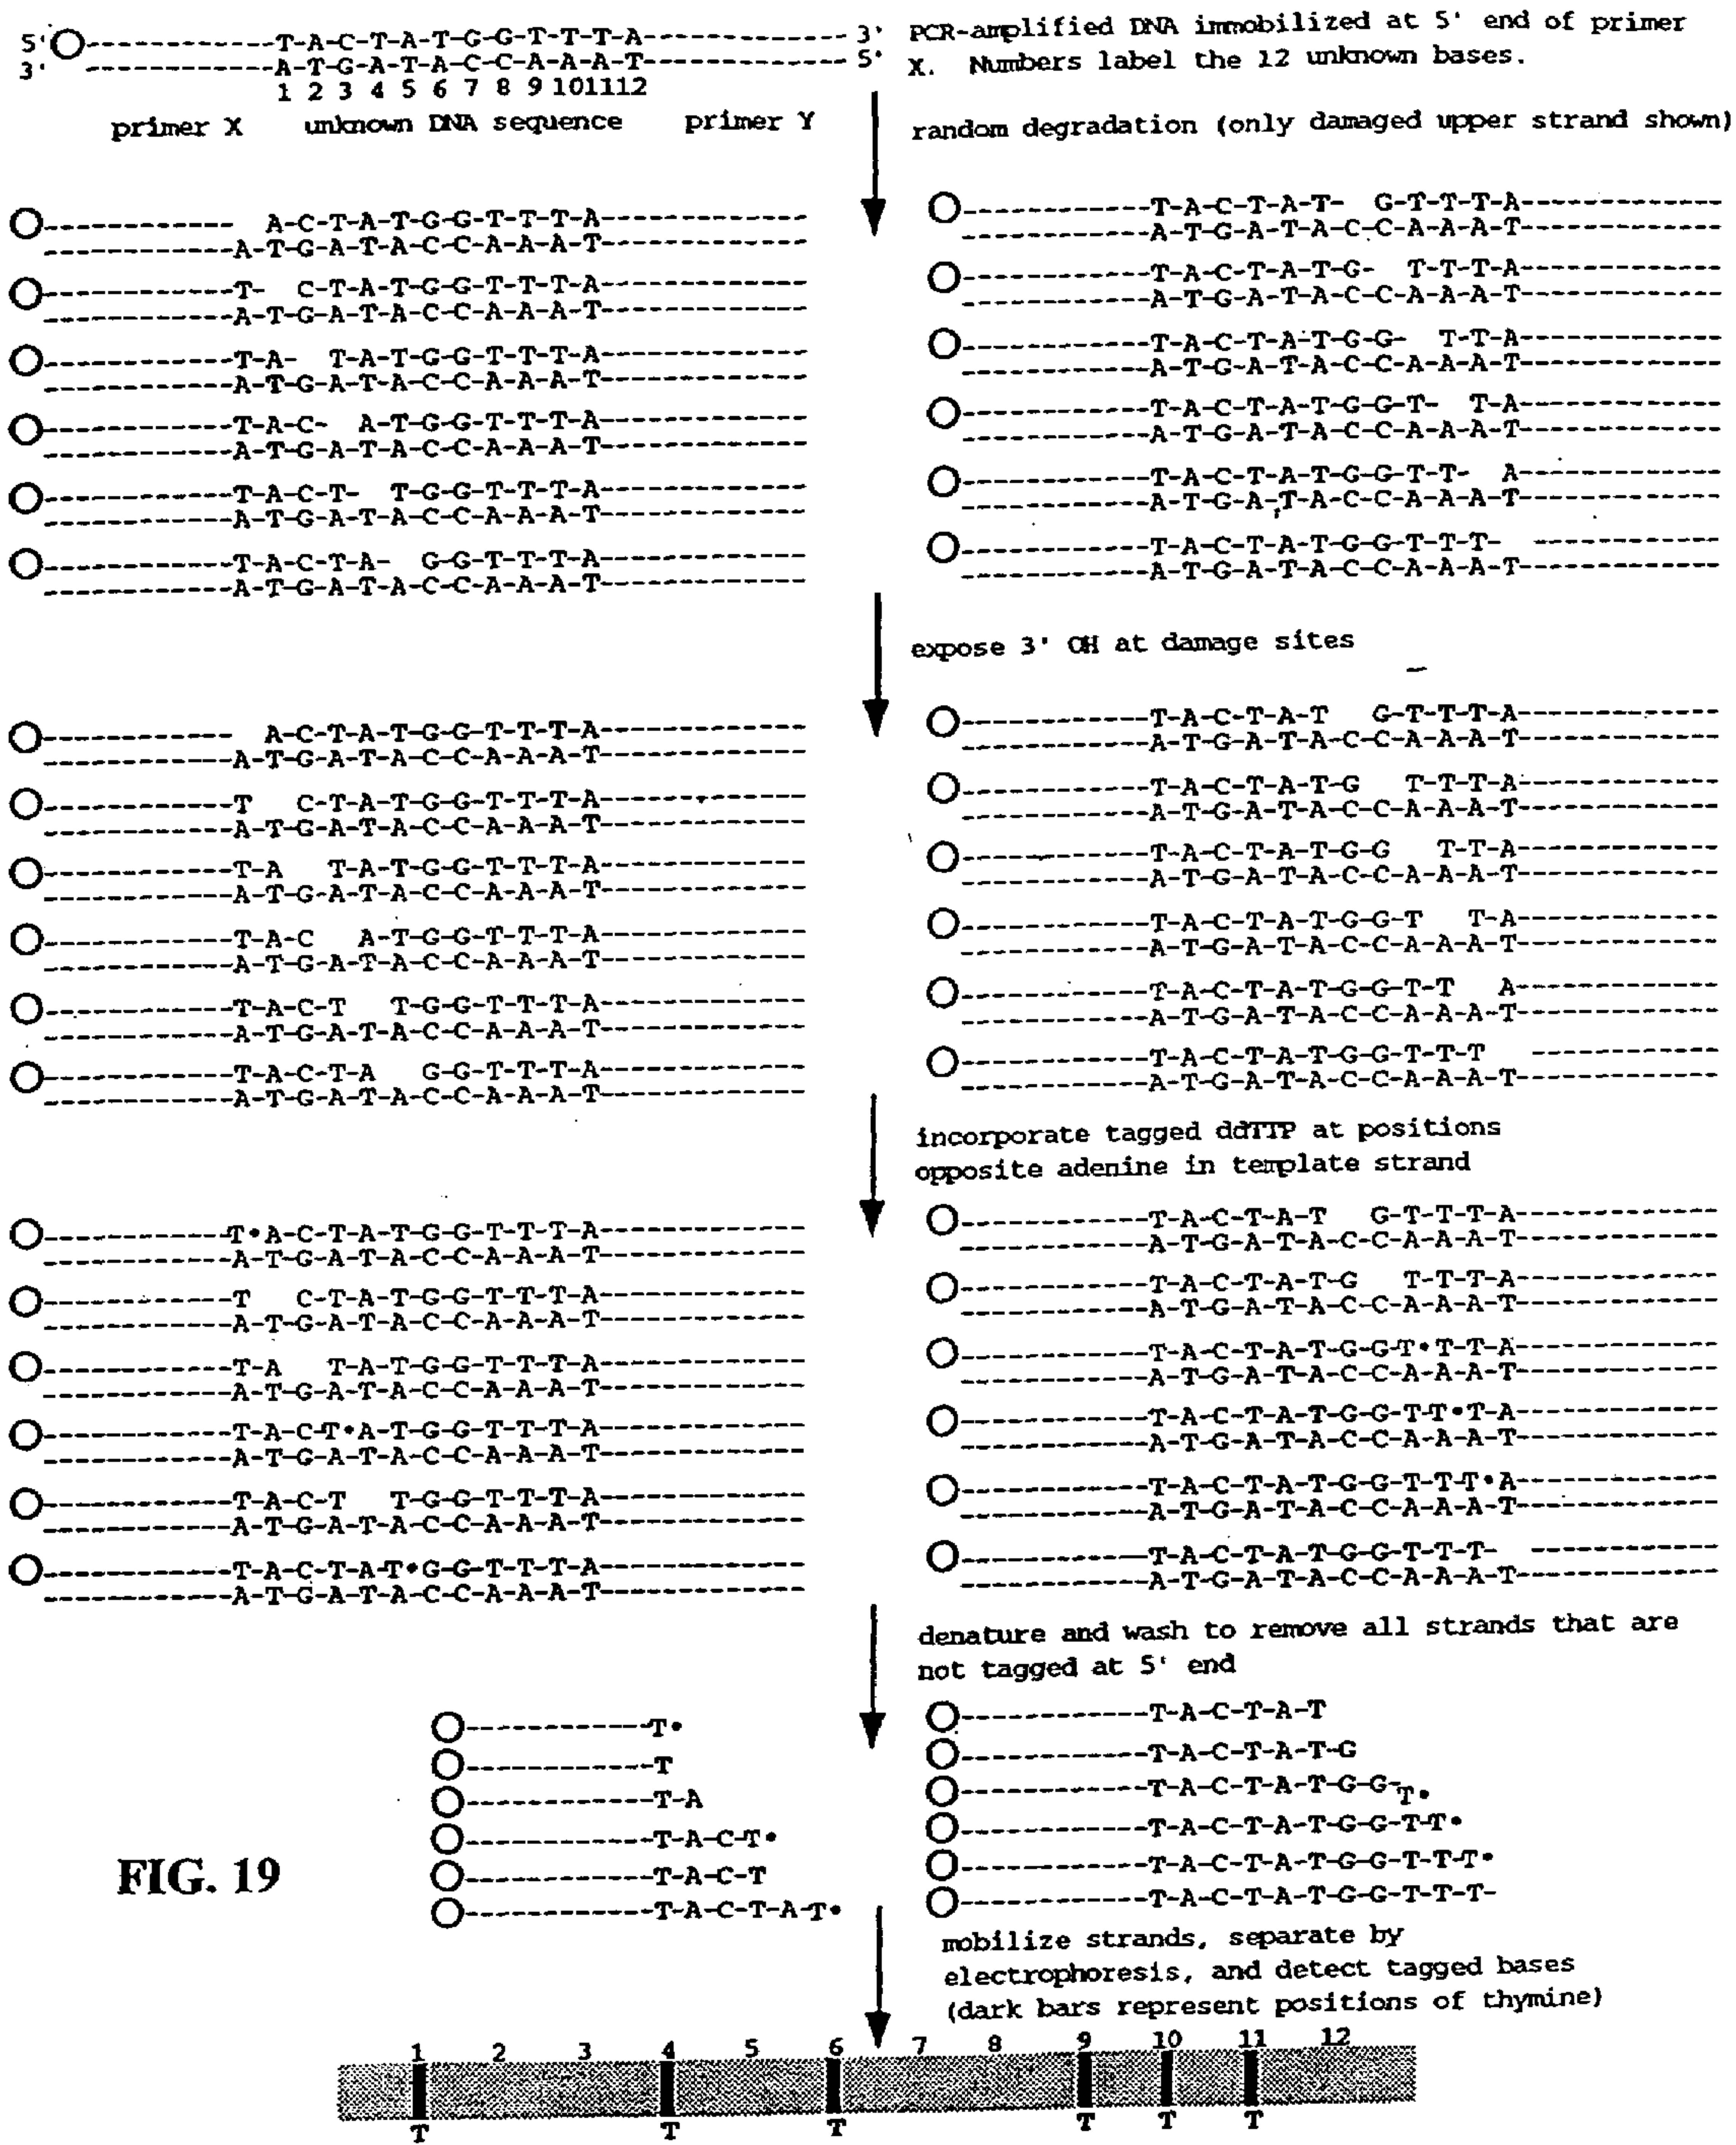 5' ------------T-A-C-T-A-T-G-G-T-T-T-A------------- 3'
3' ------------A-T-G-A-T-A-C-C-A-A-A-T------------- 5'
1 2 3 4 5 6 7 8 9 10 11 12
primer X unknown DNA sequence primer Y
PCR-amplified DNA immobilized at 5' end of primer
X. Numbers label the 12 unknown bases.
random degradation (only damaged upper strand shown)
------------ A-C-T-A-T-G-G-T-T-T-A-------------
------------A-T-G-A-T-A-C-C-A-A-A-T-------------
------------T- C-T-A-T-G-G-T-T-T-A-------------
------------A-T-G-A-T-A-C-C-A-A-A-T-------------
------------T-A- T-A-T-G-G-T-T-T-A-------------
------------A-T-G-A-T-A-C-C-A-A-A-T-------------
------------T-A-C- A-T-G-G-T-T-T-A-------------
------------A-T-G-A-T-A-C-C-A-A-A-T-------------
------------T-A-C-T- T-G-G-T-T-T-A-------------
------------A-T-G-A-T-A-C-C-A-A-A-T-------------
------------T-A-C-T-A- G-G-T-T-T-A-------------
------------A-T-G-A-T-A-C-C-A-A-A-T-------------
------------T-A-C-T-A-T- G-T-T-T-A-------------
------------A-T-G-A-T-A-C-C-A-A-A-T-------------
------------T-A-C-T-A-T-G- T-T-T-A-------------
------------A-T-G-A-T-A-C-C-A-A-A-T-------------
------------T-A-C-T-A-T-G-G- T-T-A-------------
------------A-T-G-A-T-A-C-C-A-A-A-T-------------
------------T-A-C-T-A-T-G-G-T- T-A-------------
------------A-T-G-A-T-A-C-C-A-A-A-T-------------
------------T-A-C-T-A-T-G-G-T-T- A-------------
------------A-T-G-A-T-A-C-C-A-A-A-T-------------
------------T-A-C-T-A-T-G-G-T-T-T- ------------
------------A-T-G-A-T-A-C-C-A-A-A-T-------------
expose 3' OH at damage sites
------------ A-C-T-A-T-G-G-T-T-T-A-------------
------------A-T-G-A-T-A-C-C-A-A-A-T-------------
------------T C-T-A-T-G-G-T-T-T-A-------------
------------A-T-G-A-T-A-C-C-A-A-A-T-------------
------------T-A T-A-T-G-G-T-T-T-A-------------
------------A-T-G-A-T-A-C-C-A-A-A-T-------------
------------T-A-C A-T-G-G-T-T-T-A-------------
------------A-T-G-A-T-A-C-C-A-A-A-T-------------
------------T-A-C-T T-G-G-T-T-T-A-------------
------------A-T-G-A-T-A-C-C-A-A-A-T-------------
------------T-A-C-T-A G-G-T-T-T-A-------------
------------A-T-G-A-T-A-C-C-A-A-A-T-------------
------------T-A-C-T-A-T G-T-T-T-A-------------
------------A-T-G-A-T-A-C-C-A-A-A-T-------------
------------T-A-C-T-A-T-G T-T-T-A-------------
------------A-T-G-A-T-A-C-C-A-A-A-T-------------
------------T-A-C-T-A-T-G-G T-T-A-------------
------------A-T-G-A-T-A-C-C-A-A-A-T-------------
------------T-A-C-T-A-T-G-G-T T-A-------------
------------A-T-G-A-T-A-C-C-A-A-A-T-------------
------------T-A-C-T-A-T-G-G-T-T A-------------
------------A-T-G-A-T-A-C-C-A-A-A-T-------------
------------T-A-C-T-A-T-G-G-T-T-T ------------
------------A-T-G-A-T-A-C-C-A-A-A-T-------------
incorporate tagged ddTTP at positions
opposite adenine in template strand
------------T•A-C-T-A-T-G-G-T-T-T-A-------------
------------A-T-G-A-T-A-C-C-A-A-A-T-------------
------------T C-T-A-T-G-G-T-T-T-A-------------
------------A-T-G-A-T-A-C-C-A-A-A-T-------------
------------T-A T-A-T-G-G-T-T-T-A-------------
------------A-T-G-A-T-A-C-C-A-A-A-T-------------
------------T-A-C-T•A-T-G-G-T-T-T-A-------------
------------A-T-G-A-T-A-C-C-A-A-A-T-------------
------------T-A-C-T T-G-G-T-T-T-A-------------
------------A-T-G-A-T-A-C-C-A-A-A-T-------------
------------T-A-C-T-A-T•G-G-T-T-T-A-------------
------------A-T-G-A-T-A-C-C-A-A-A-T-------------
------------T-A-C-T-A-T G-T-T-T-A-------------
------------A-T-G-A-T-A-C-C-A-A-A-T-------------
------------T-A-C-T-A-T-G T-T-T-A-------------
------------A-T-G-A-T-A-C-C-A-A-A-T-------------
------------T-A-C-T-A-T-G-G-T•T-T-A-------------
------------A-T-G-A-T-A-C-C-A-A-A-T-------------
------------T-A-C-T-A-T-G-G-T-T•T-A-------------
------------A-T-G-A-T-A-C-C-A-A-A-T-------------
------------T-A-C-T-A-T-G-G-T-T-T•A-------------
------------A-T-G-A-T-A-C-C-A-A-A-T-------------
------------T-A-C-T-A-T-G-G-T-T-T- ------------
------------A-T-G-A-T-A-C-C-A-A-A-T-------------
denature and wash to remove all strands that are
not tagged at 5' end
------------T•
------------T
------------T-A
------------T-A-C-T•
------------T-A-C-T
------------T-A-C-T-A-T•
------------T-A-C-T-A-T
------------T-A-C-T-A-T-G
------------T-A-C-T-A-T-G-G-T•
------------T-A-C-T-A-T-G-G-T-T•
------------T-A-C-T-A-T-G-G-T-T-T•
------------T-A-C-T-A-T-G-G-T-T-T-
FIG. 19
mobilize strands, separate by
electrophoresis, and detect tagged bases
(dark bars represent positions of thymine)
1 2 3 4 5 6 7 8 9 10 11 12
T T T T T T